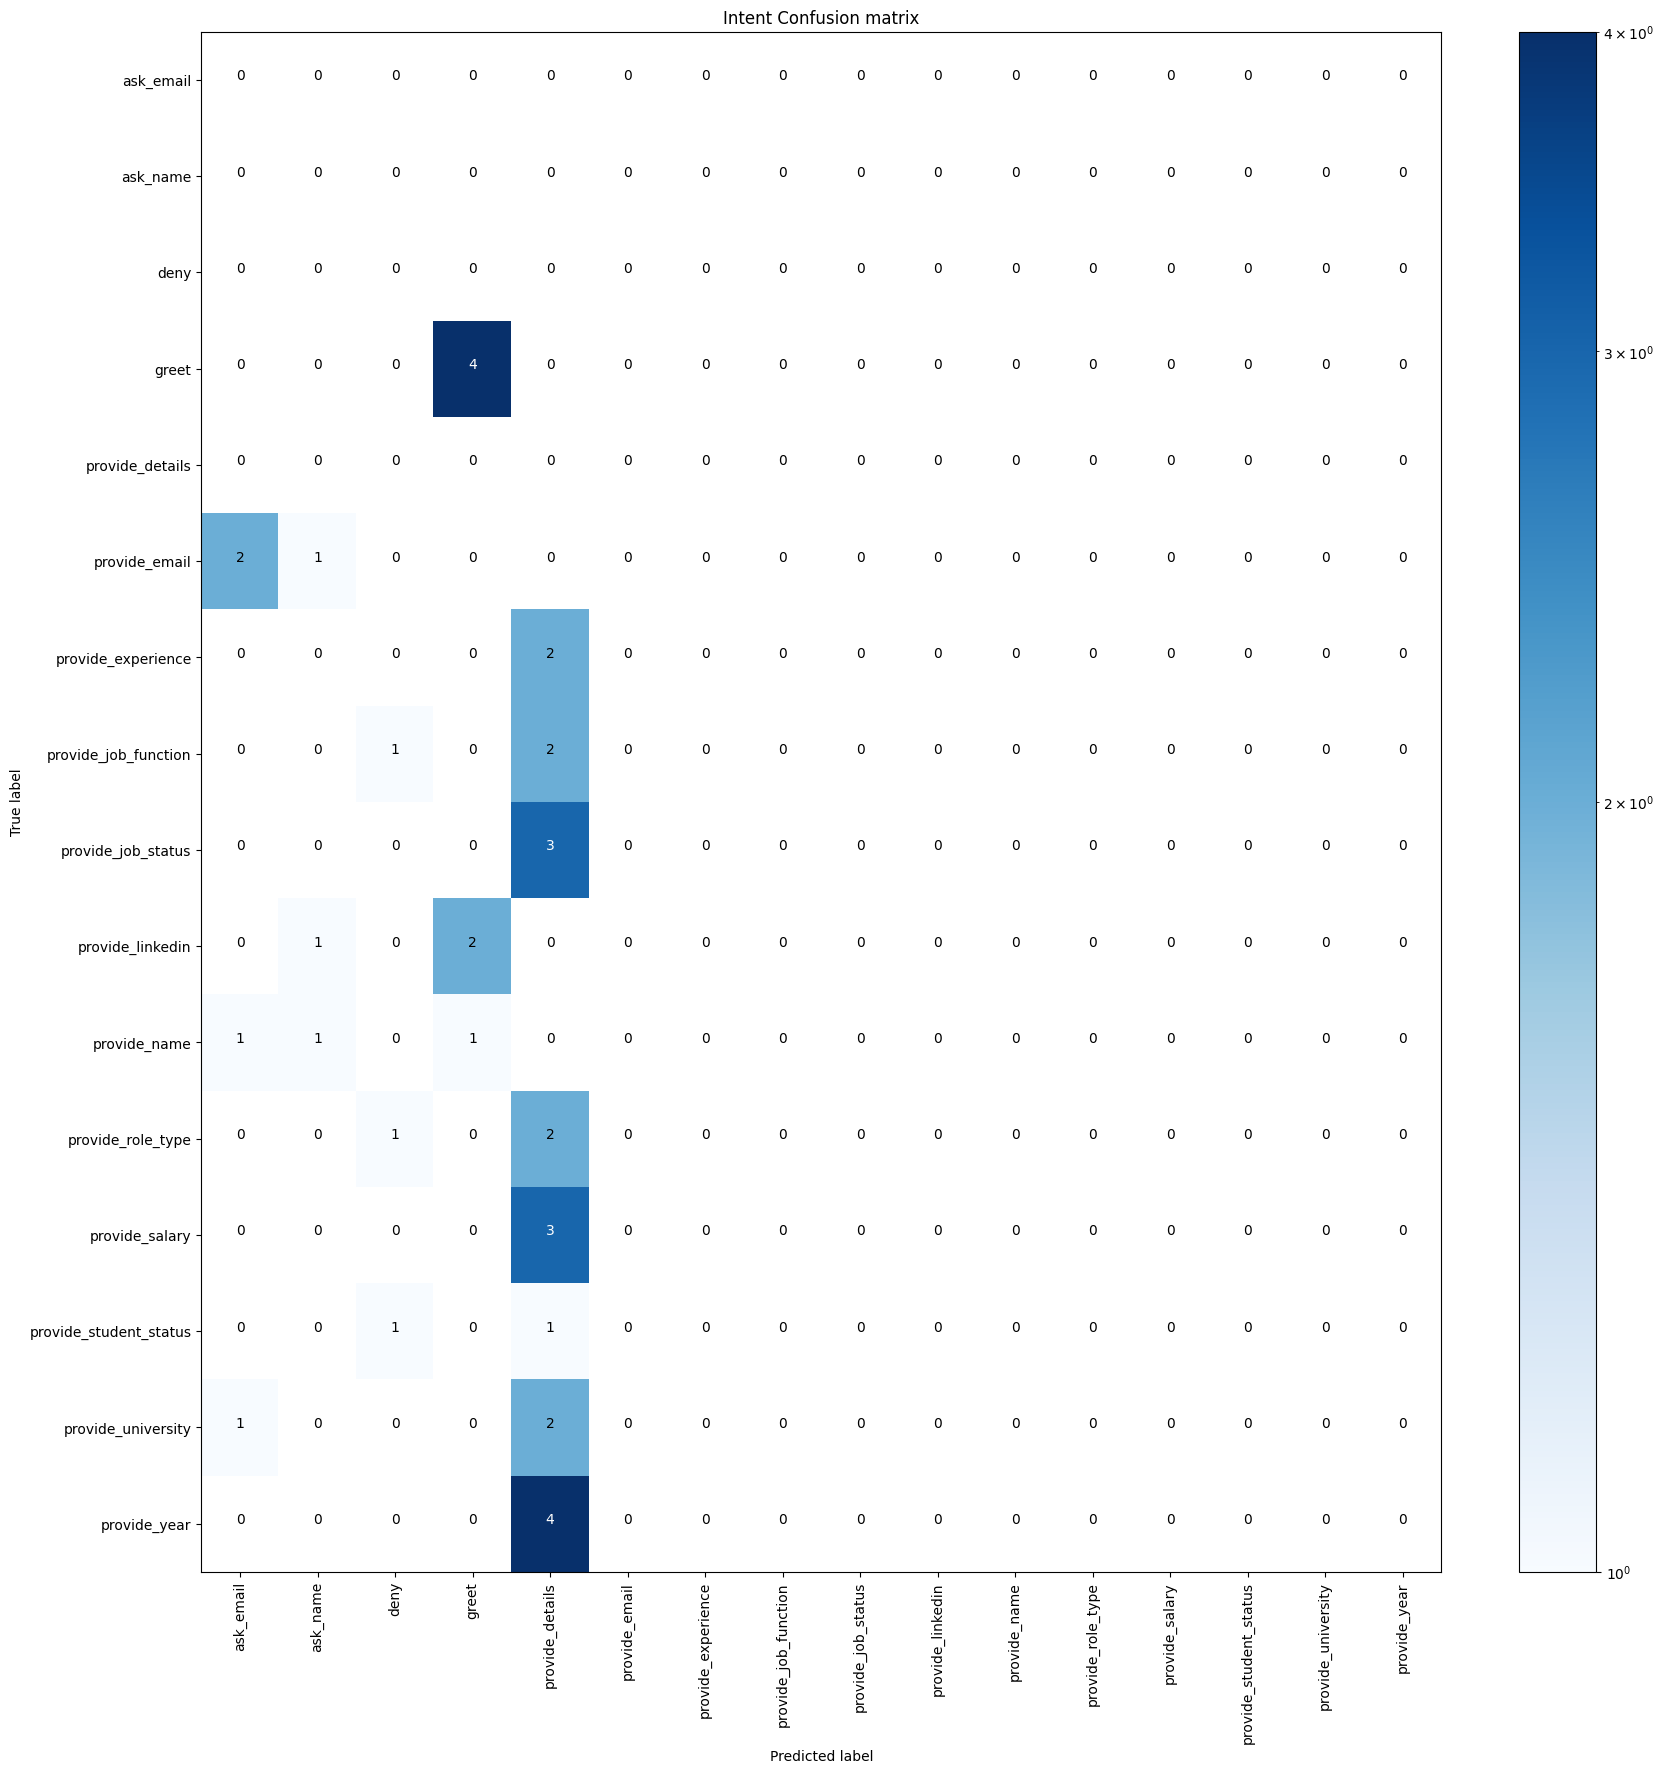 Intent Confusion matrix
True label
ask_email 0 0 0 0 0 0 0 0 0 0 0 0 0 0 0 0
ask_name 0 0 0 0 0 0 0 0 0 0 0 0 0 0 0 0
deny 0 0 0 0 0 0 0 0 0 0 0 0 0 0 0 0
greet 0 0 0 4 0 0 0 0 0 0 0 0 0 0 0 0
provide_details 0 0 0 0 0 0 0 0 0 0 0 0 0 0 0 0
provide_email 2 1 0 0 0 0 0 0 0 0 0 0 0 0 0 0
provide_experience 0 0 0 0 2 0 0 0 0 0 0 0 0 0 0 0
provide_job_function 0 0 1 0 2 0 0 0 0 0 0 0 0 0 0 0
provide_job_status 0 0 0 0 3 0 0 0 0 0 0 0 0 0 0 0
provide_linkedin 0 1 0 2 0 0 0 0 0 0 0 0 0 0 0 0
provide_name 1 1 0 1 0 0 0 0 0 0 0 0 0 0 0 0
provide_role_type 0 0 1 0 2 0 0 0 0 0 0 0 0 0 0 0
provide_salary 0 0 0 0 3 0 0 0 0 0 0 0 0 0 0 0
provide_student_status 0 0 1 0 1 0 0 0 0 0 0 0 0 0 0 0
provide_university 1 0 0 0 2 0 0 0 0 0 0 0 0 0 0 0
provide_year 0 0 0 0 4 0 0 0 0 0 0 0 0 0 0 0
ask_email
ask_name
deny
greet
provide_details
provide_email
provide_experience
provide_job_function
provide_job_status
provide_linkedin
provide_name
provide_role_type
provide_salary
provide_student_status
provide_university
provide_year
Predicted label
4 × 10⁰
3 × 10⁰
2 × 10⁰
10⁰